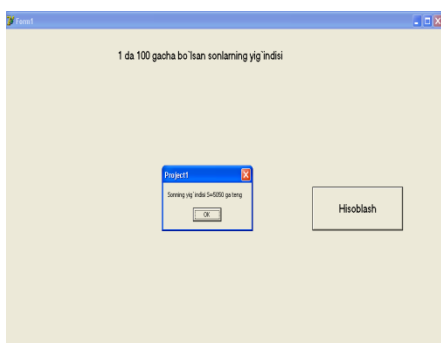 Form1
1 da 100 gacha bo`lsan sonlarning yig`indisi
Project1
Sonning yig`indisi S=5050 ga teng
OK
Hisoblash